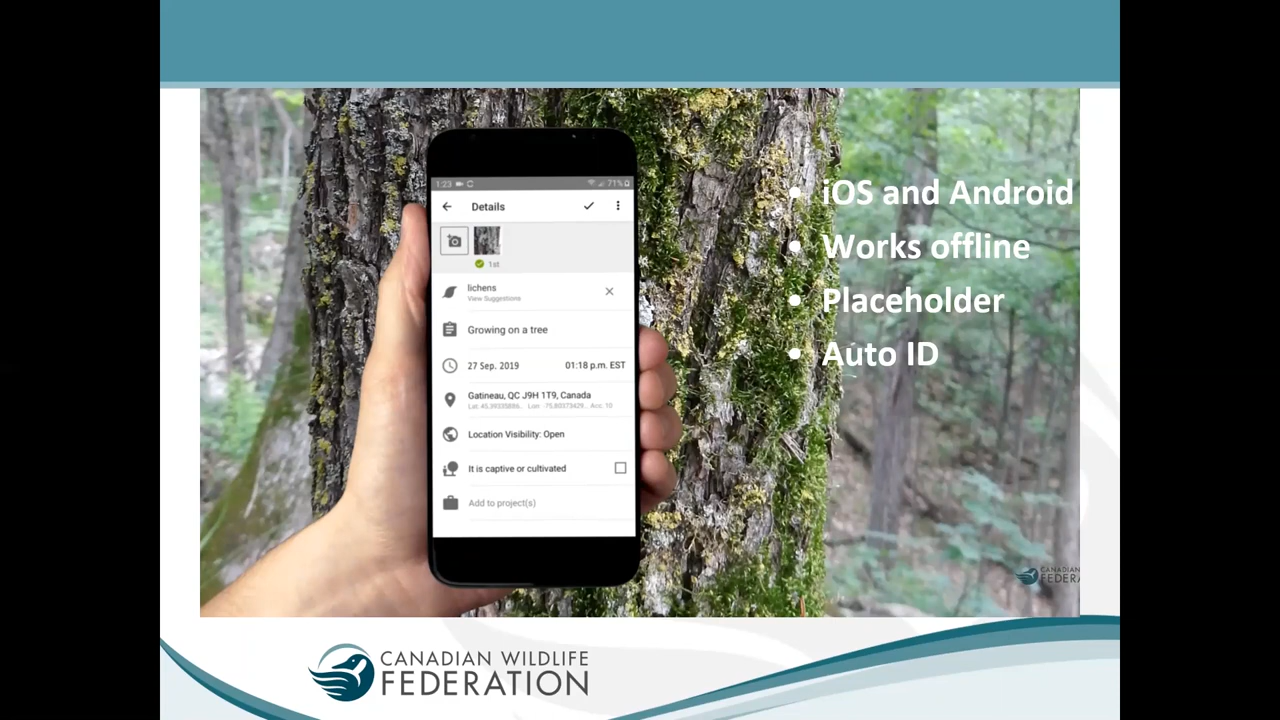 iOS and Android
Works offline
Placeholder
Auto ID
1:23
71%
Details
1st
lichens
View Suggestions
Growing on a tree
27 Sep. 2019 01:18 p.m. EST
Gatineau, QC J9H 1T9, Canada
Location Visibility: Open
It is captive or cultivated
Add to project(s)
CANADIAN
FEDERA
CANADIAN WILDLIFE
FEDERATION